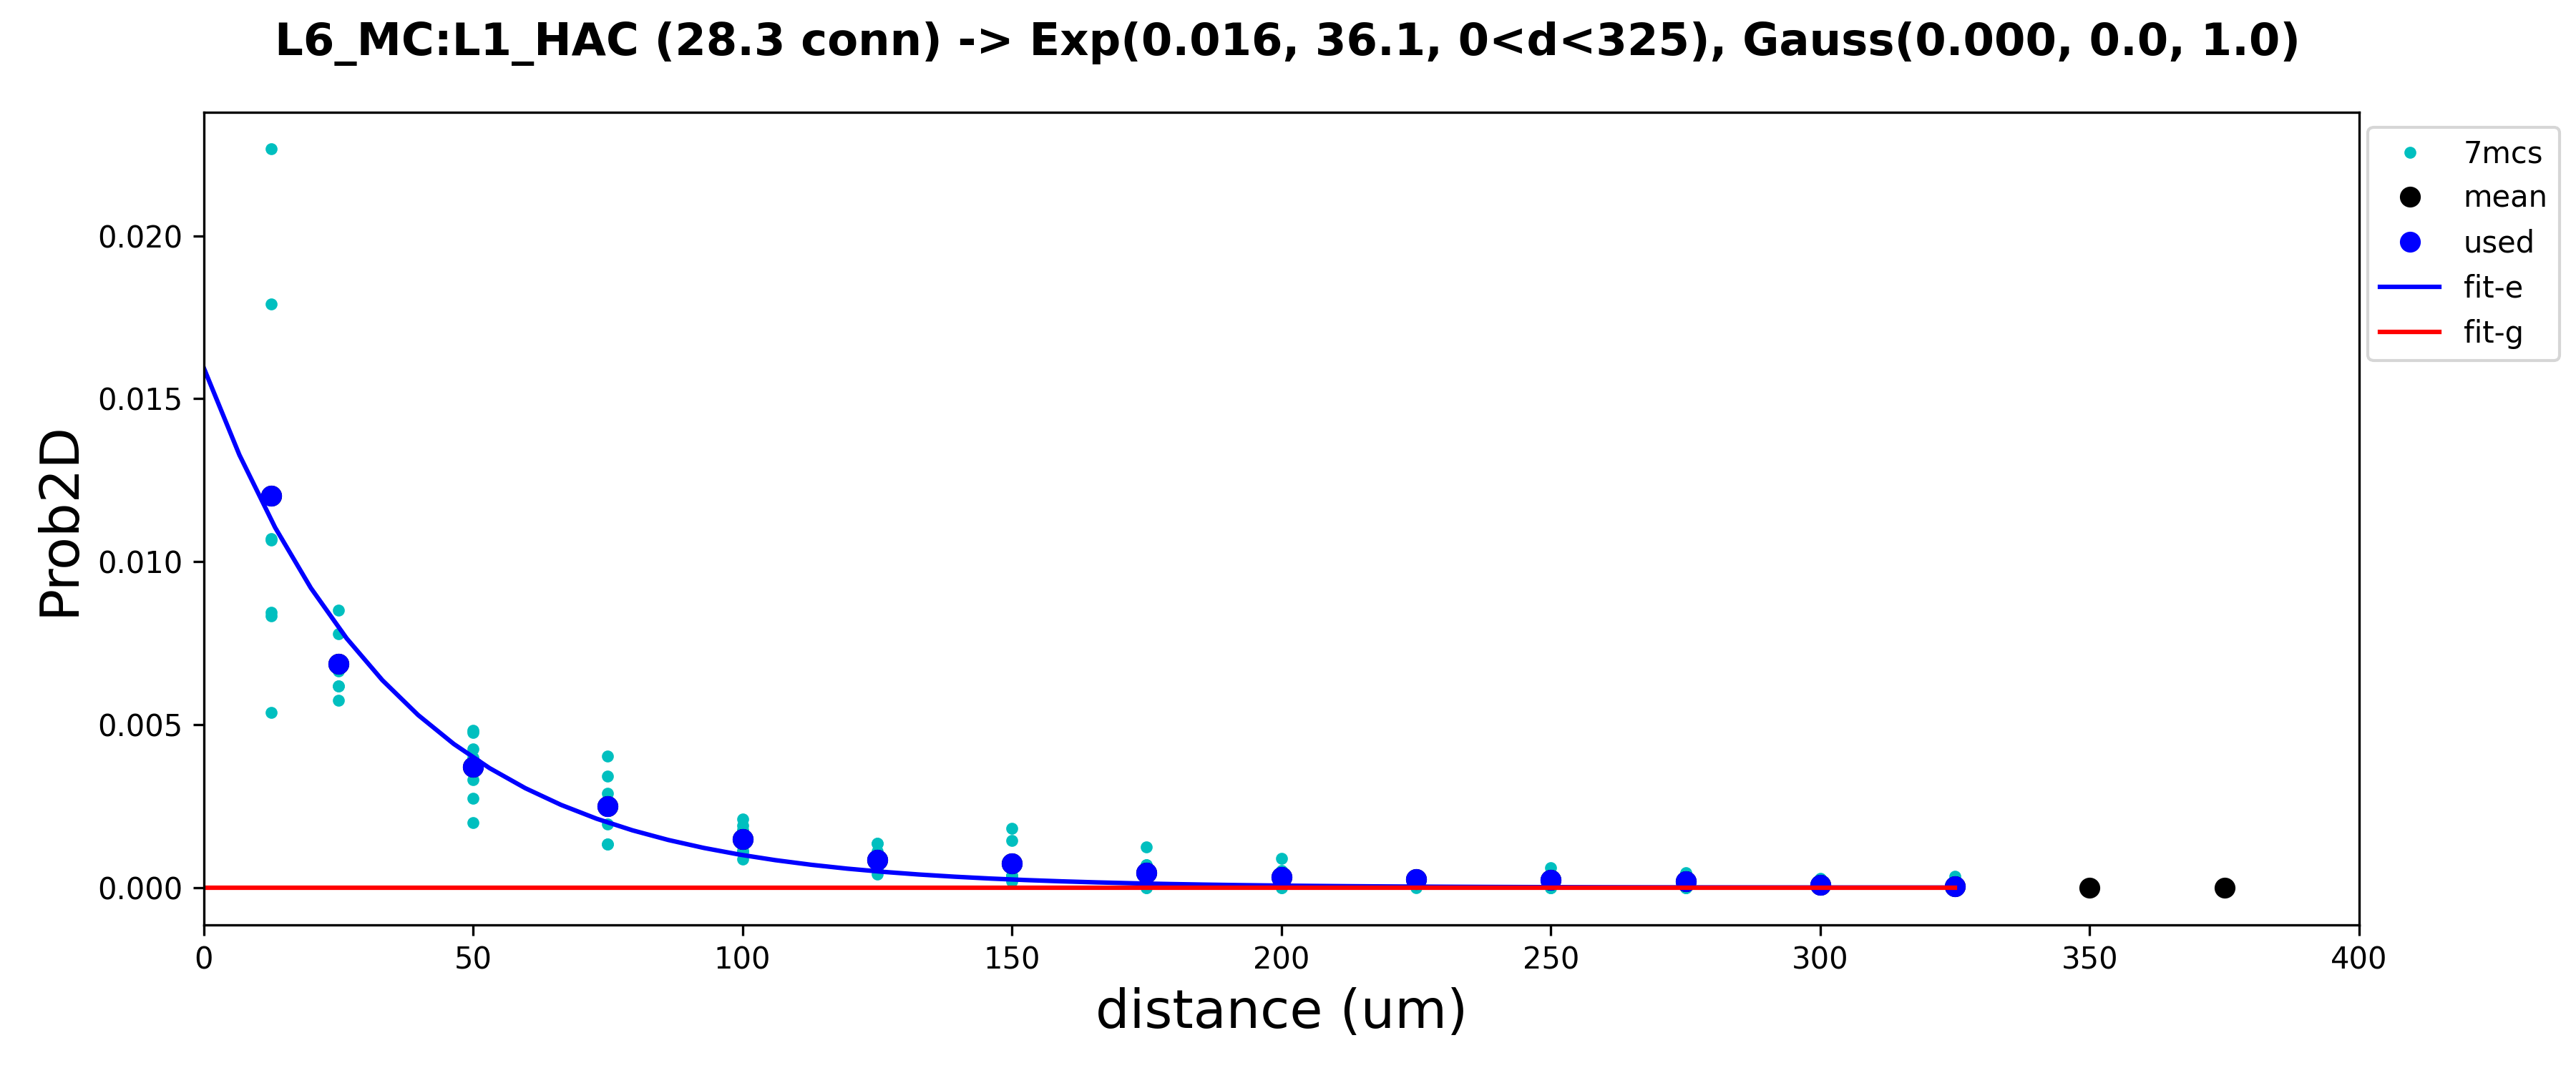 L6_MC:L1_HAC (28.3 conn) -> Exp(0.016, 36.1, 0<d<325), Gauss(0.000, 0.0, 1.0)
7mcs
mean
used
fit-e
fit-g
Prob2D
0.020
0.015
0.010
0.005
0.000
0 50 100 150 200 250 300 350 400
distance (um)